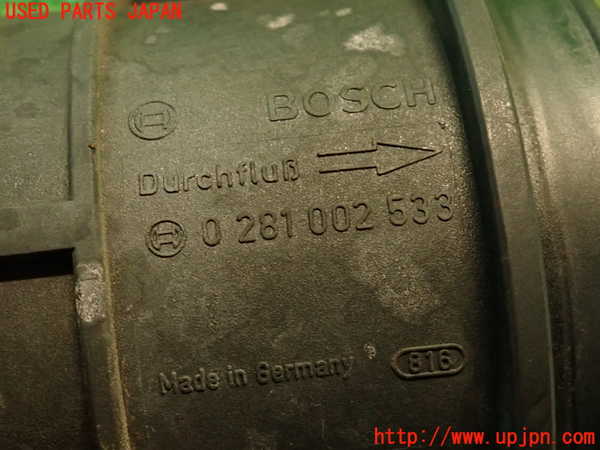 USED PARTS JAPAN
BOSCH
Durchfluß
0 281 002 533
Made in Germany 816
http://www.upjpn.com